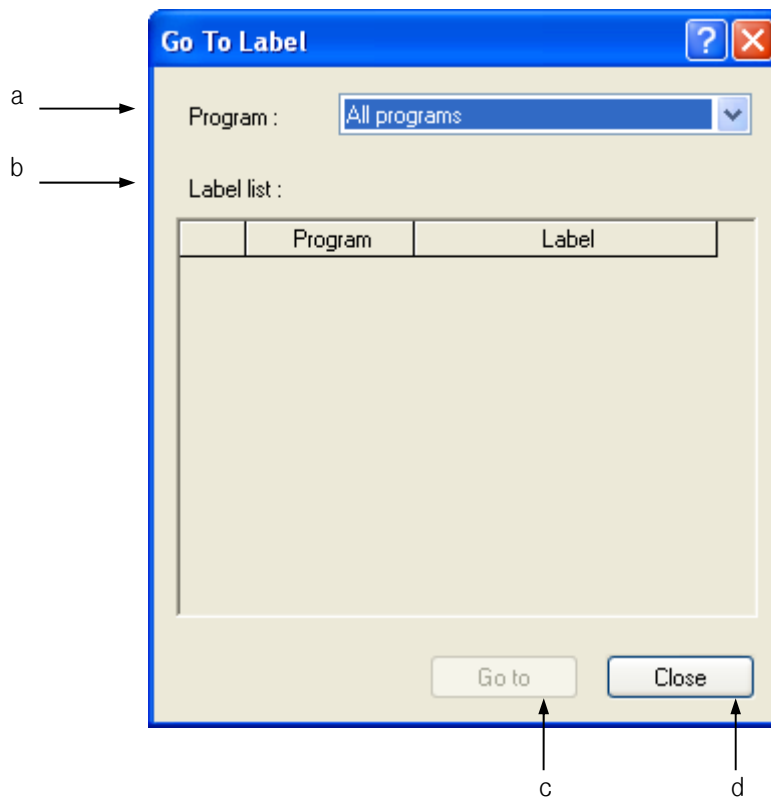 Go To Label
a
Program : All programs
b
Label list :
Program Label
Go to Close
c d